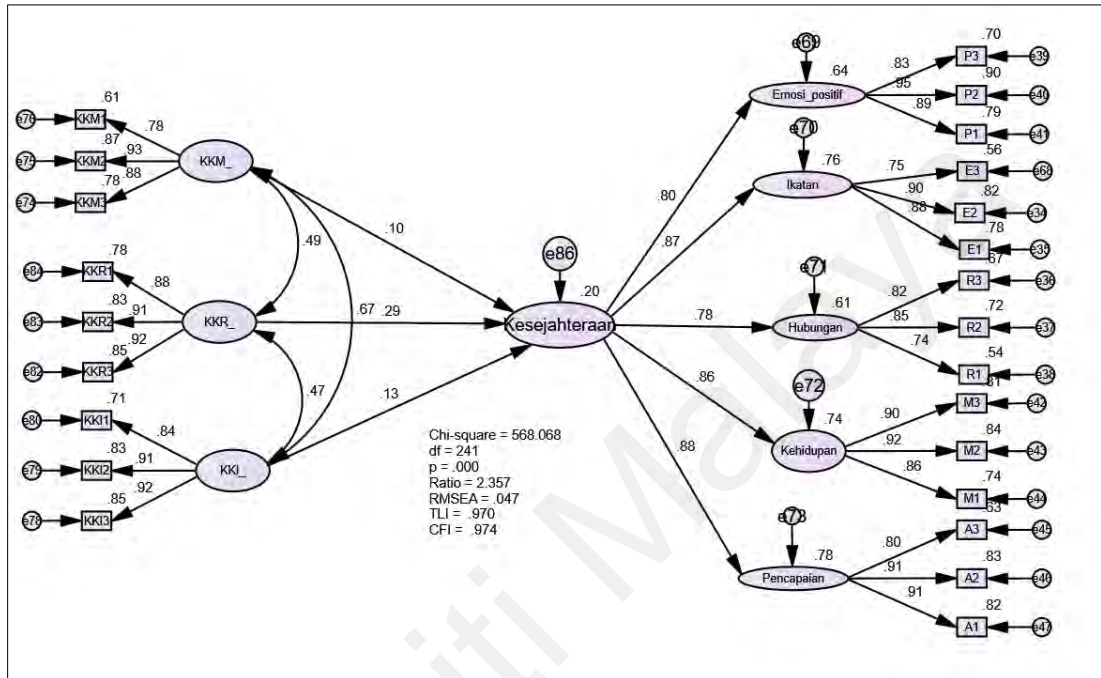 e76
KKM1
.61
.78
e75
KKM2
.87
.93
e74
KKM3
.78
.88
KKM_
e84
KKR1
.78
.88
e83
KKR2
.83
.91
e82
KKR3
.85
.92
KKR_
e80
KKI1
.71
.84
e79
KKI2
.83
.91
e78
KKI3
.85
.92
KKI_
.49
.67
.47
.10
.29
.13
e86
.20
Kesejahteraan
Chi-square = 568.068
df = 241
p = .000
Ratio = 2.357
RMSEA = .047
TLI = .970
CFI = .974
.80
.87
.78
.86
.88
e69
.64
Emosi_positif
.83
.95
.89
.70
P3
e39
.90
P2
e40
.79
P1
e41
e70
.76
Ikatan
.75
.90
.88
.56
E3
e68
.82
E2
e34
.78
E1
e35
e71
.61
Hubungan
.82
.85
.74
.67
R3
e36
.72
R2
e37
.54
R1
e38
e72
.74
Kehidupan
.90
.92
.86
.81
M3
e42
.84
M2
e43
.74
M1
e44
e73
.78
Pencapaian
.80
.91
.91
.63
A3
e45
.83
A2
e46
.82
A1
e47
iti Malaya